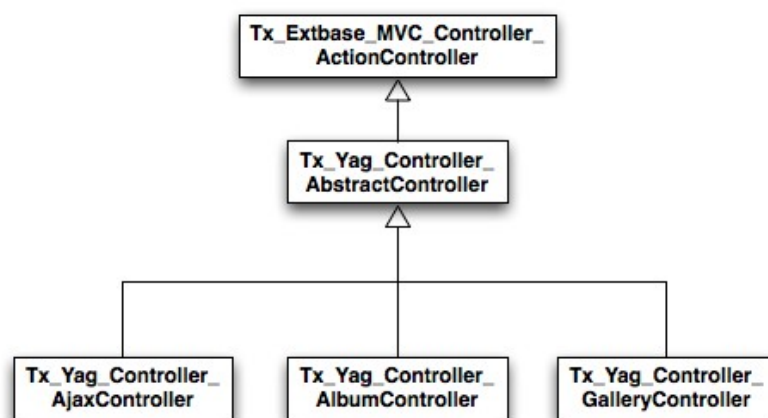 Tx_Extbase_MVC_Controller_
ActionController
Tx_Yag_Controller_
AbstractController
Tx_Yag_Controller_
AjaxController
Tx_Yag_Controller_
AlbumController
Tx_Yag_Controller_
GalleryController